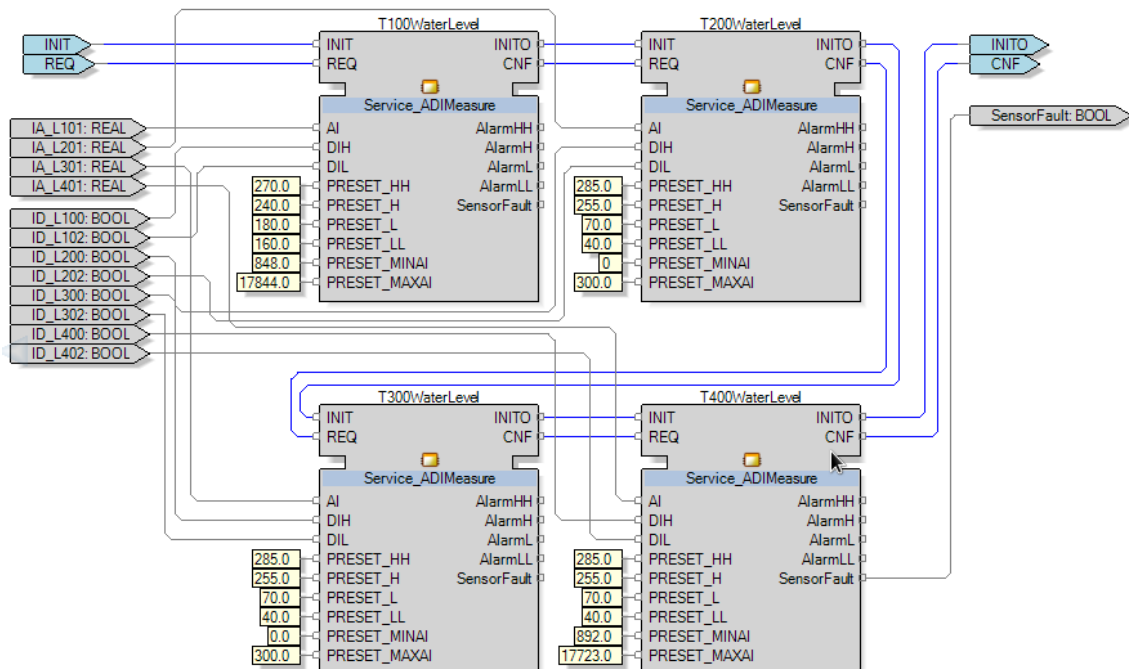 T100WaterLevel
T200WaterLevel
INIT
REQ
INIT
INITO
REQ
CNF
INIT
INITO
REQ
CNF
INITO
CNF
Service_ADIMeasure
Service_ADIMeasure
SensorFault: BOOL
IA_L101: REAL
IA_L201: REAL
IA_L301: REAL
IA_L401: REAL
ID_L100: BOOL
ID_L102: BOOL
ID_L200: BOOL
ID_L202: BOOL
ID_L300: BOOL
ID_L302: BOOL
ID_L400: BOOL
ID_L402: BOOL
AI AlarmHH
DIH AlarmH
DIL AlarmL
270.0 PRESET_HH AlarmLL
240.0 PRESET_H SensorFault
180.0 PRESET_L
160.0 PRESET_LL
848.0 PRESET_MINAI
17844.0 PRESET_MAXAI
AI AlarmHH
DIH AlarmH
DIL AlarmL
285.0 PRESET_HH AlarmLL
255.0 PRESET_H SensorFault
70.0 PRESET_L
40.0 PRESET_LL
0 PRESET_MINAI
300.0 PRESET_MAXAI
T300WaterLevel
T400WaterLevel
INIT INITO
REQ CNF
INIT INITO
REQ CNF
Service_ADIMeasure
Service_ADIMeasure
AI AlarmHH
DIH AlarmH
DIL AlarmL
285.0 PRESET_HH AlarmLL
255.0 PRESET_H SensorFault
70.0 PRESET_L
40.0 PRESET_LL
0.0 PRESET_MINAI
300.0 PRESET_MAXAI
AI AlarmHH
DIH AlarmH
DIL AlarmL
285.0 PRESET_HH AlarmLL
255.0 PRESET_H SensorFault
70.0 PRESET_L
40.0 PRESET_LL
892.0 PRESET_MINAI
17723.0 PRESET_MAXAI